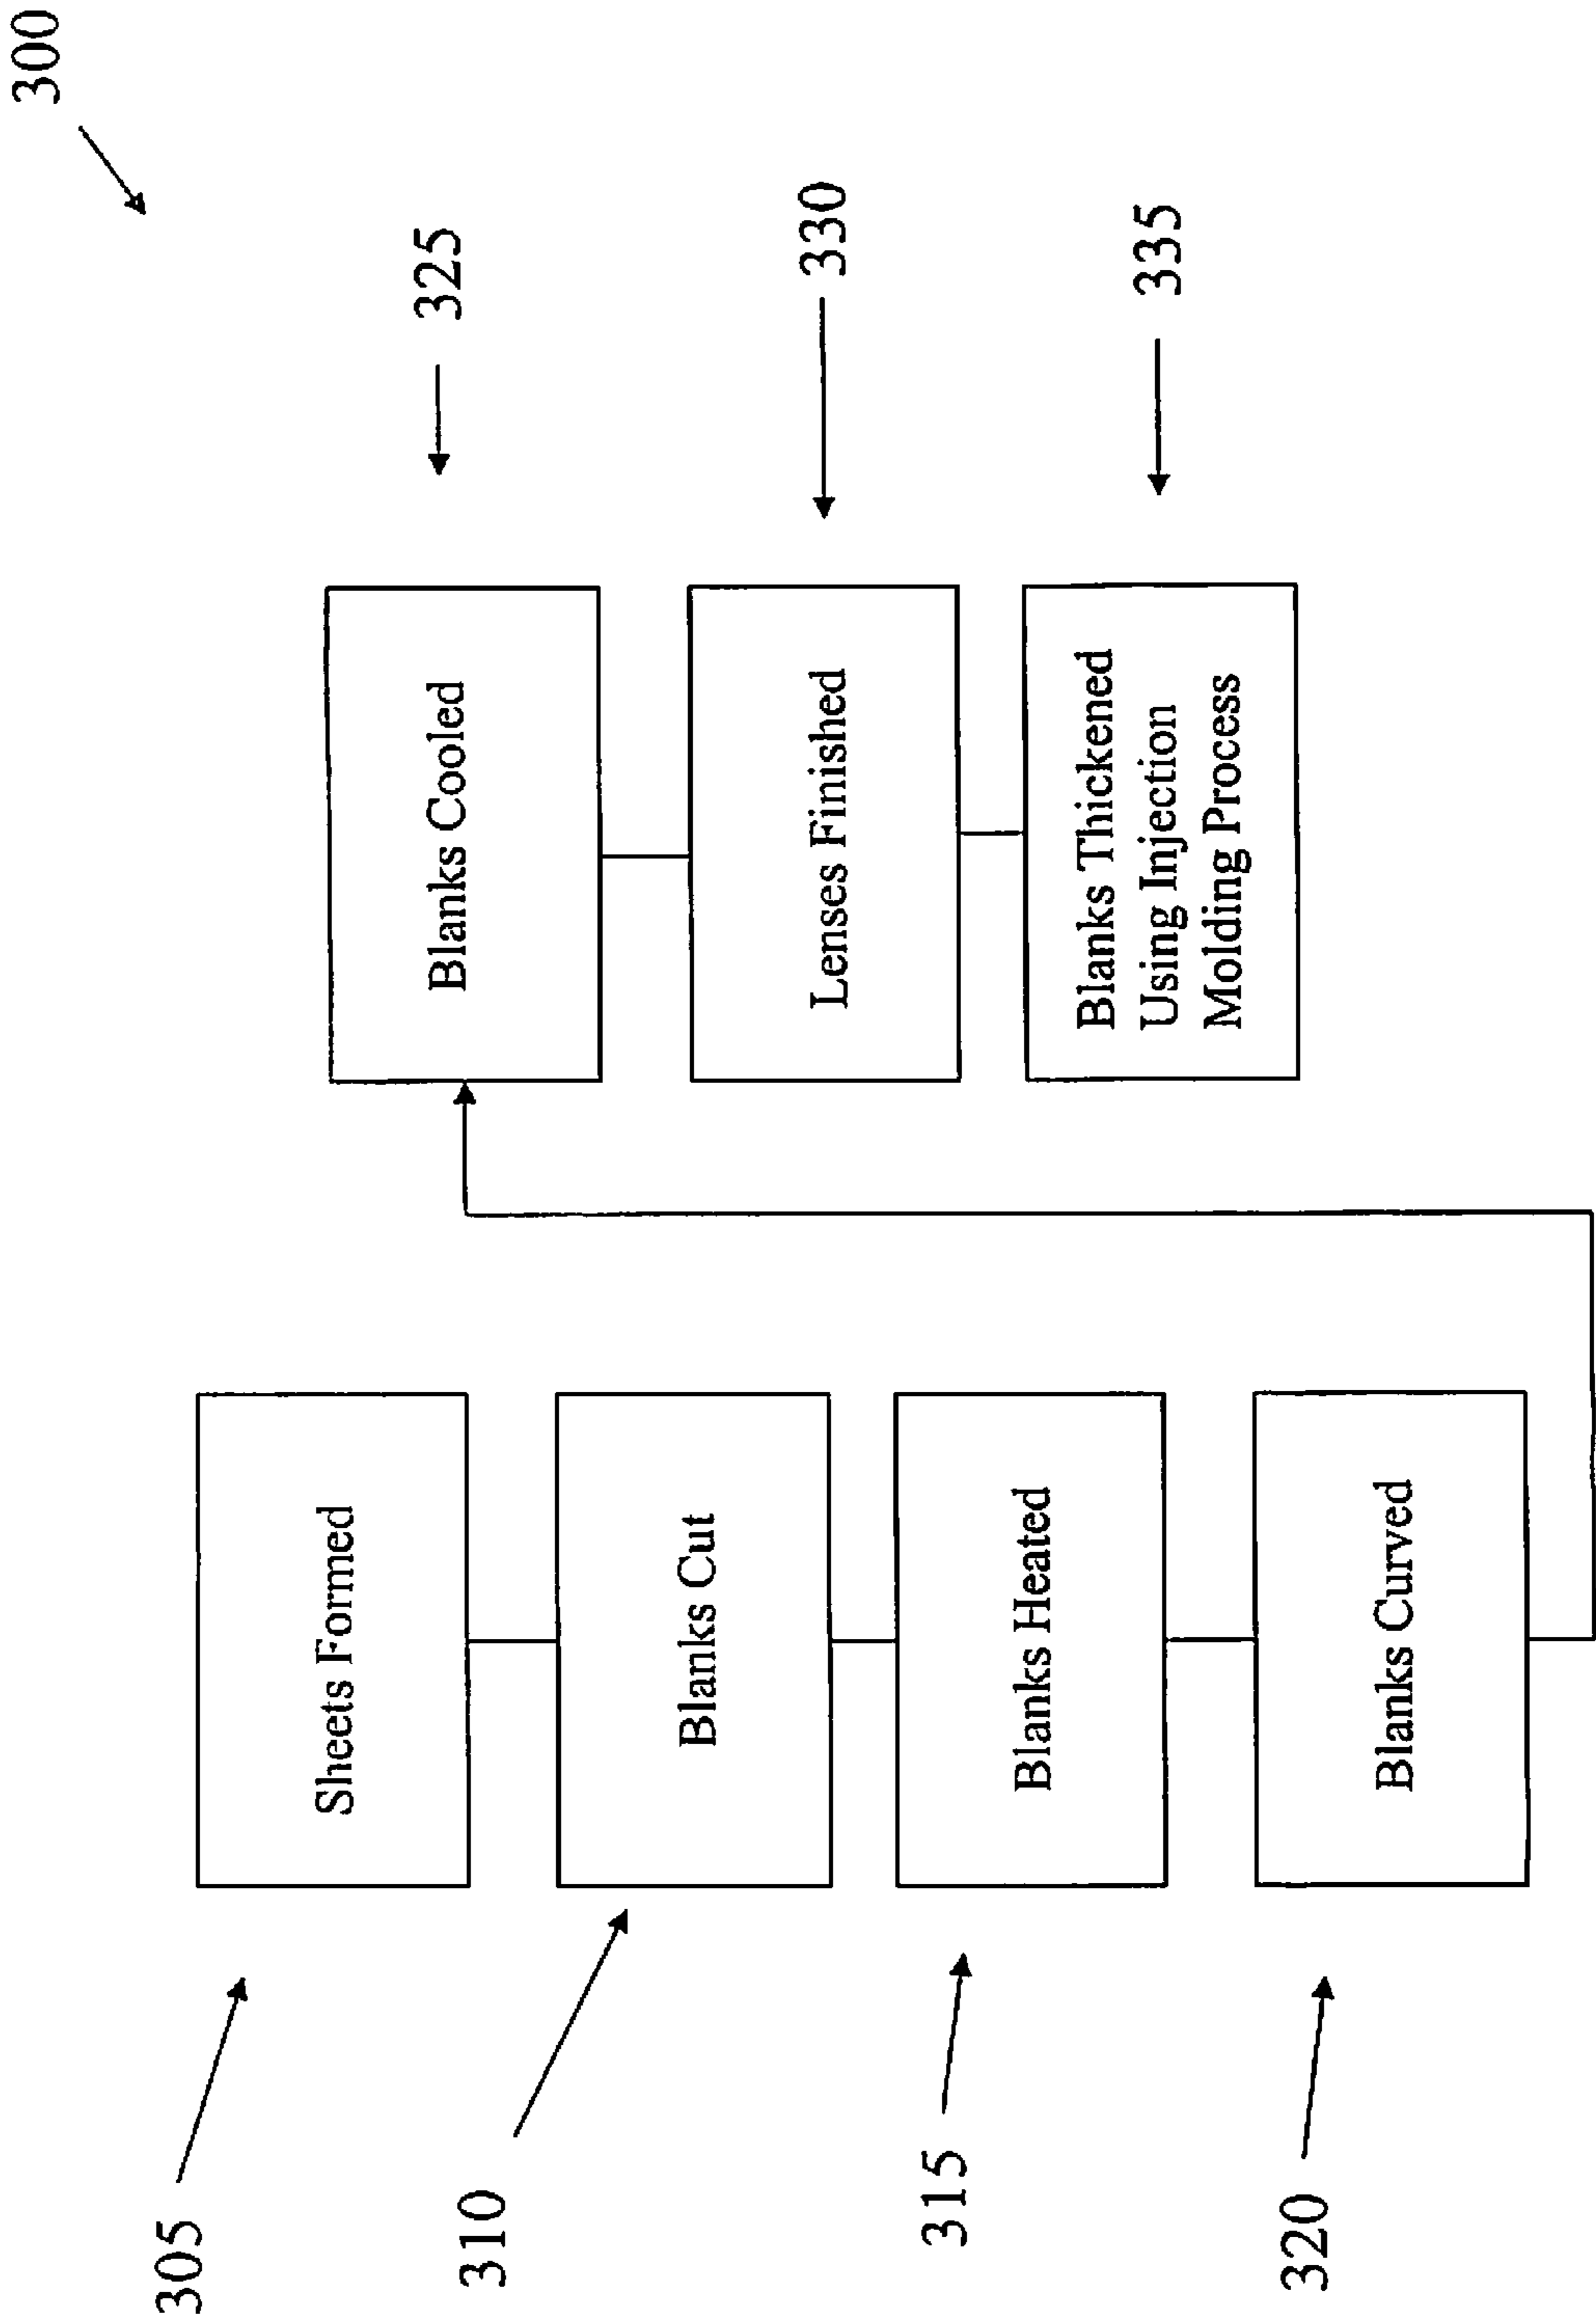 300
305
Sheets Formed
310
Blanks Cut
315
Blanks Heated
320
Blanks Curved
Blanks Cooled
325
Lenses Finished
330
Blanks Thickened
Using Injection
Molding Process
335